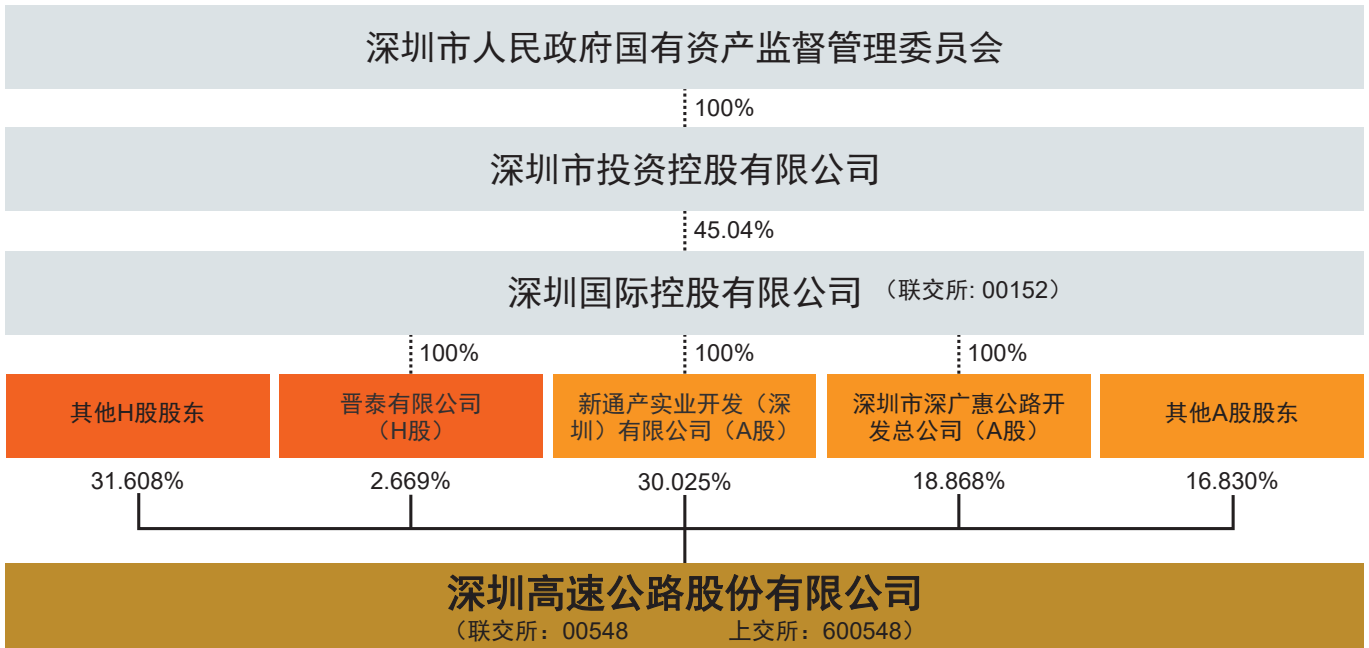 深圳市人民政府国有资产监督管理委员会
100%
深圳市投资控股有限公司
45.04%
深圳国际控股有限公司 （联交所: 00152）
100% 100% 100%
其他H股股东
晋泰有限公司
（H股）
新通产实业开发（深
圳）有限公司（A股）
深圳市深广惠公路开
发总公司（A股）
其他A股股东
31.608% 2.669% 30.025% 18.868% 16.830%
深圳高速公路股份有限公司
（联交所：00548 上交所：600548）